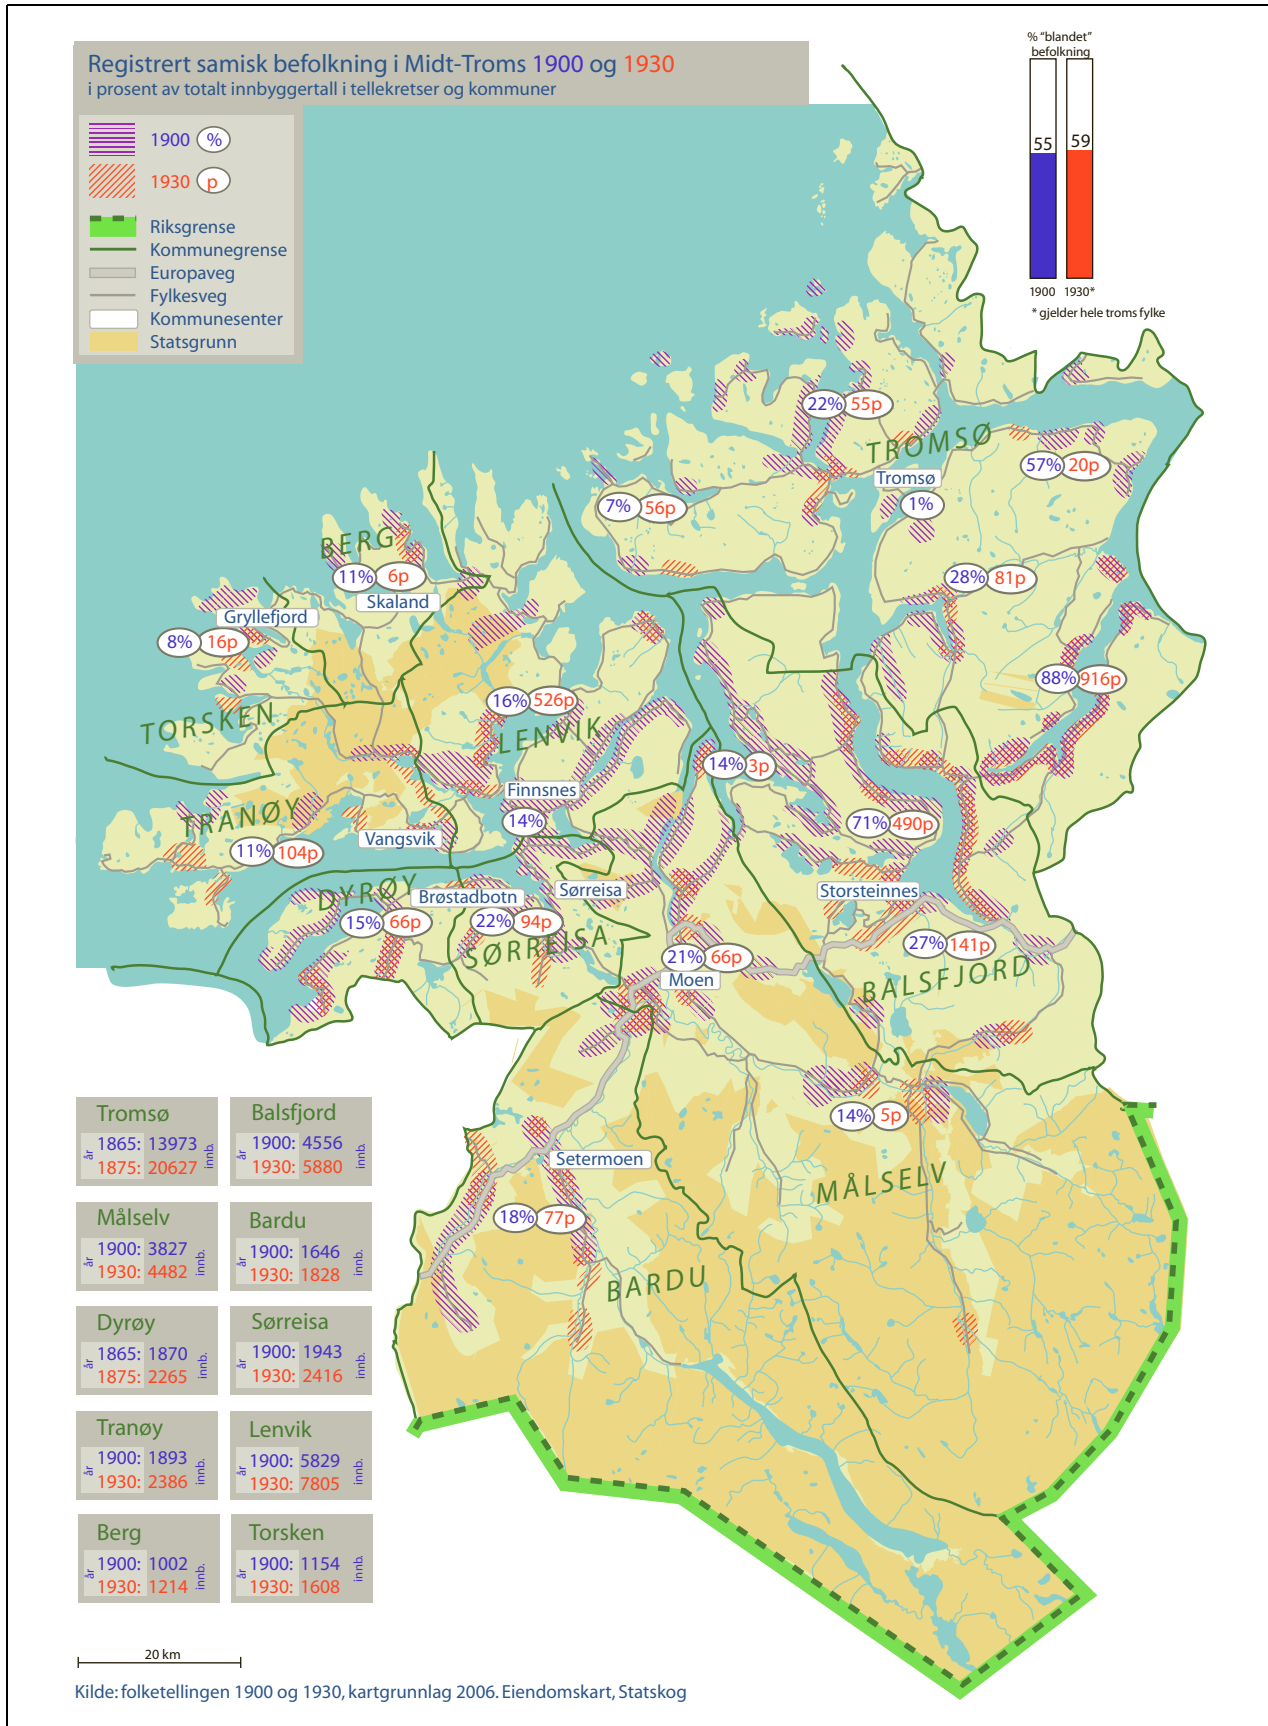 Registrert samisk befolkning i Midt-Troms 1900 og 1930
i prosent av totalt innbyggertall i tellekretser og kommuner
1900 %
1930 p
Riksgrense
Kommunegrense
Europaveg
Fylkesveg
Kommunesenter
Statsgrunn
% "blandet"
befolkning
55 59
1900 1930*
* gjelder hele troms fylke
22% 55p
TROMSØ
57% 20p
Tromsø
7% 56p
1%
BERG
11% 6p
28% 81p
Skaland
Gryllefjord
8% 16p
88% 916p
16% 526p
TORSKEN
LENVIK
14% 3p
Finnsnes
14%
71% 490p
TRANØY
Vangsvik
11% 104p
DYRØY
Brøstadbotn
Sørreisa
Storsteinnes
15% 66p
22% 94p
SØRREISA
27% 141p
21% 66p
Moen
BALSFJORD
14% 5p
Setermoen
MÅLSELV
18% 77p
BARDU
Tromsø
år 1865: 13973 innb.
1875: 20627
Balsfjord
år 1900: 4556 innb.
1930: 5880
Målselv
år 1900: 3827 innb.
1930: 4482
Bardu
år 1900: 1646 innb.
1930: 1828
Dyrøy
år 1865: 1870 innb.
1875: 2265
Sørreisa
år 1900: 1943 innb.
1930: 2416
Tranøy
år 1900: 1893 innb.
1930: 2386
Lenvik
år 1900: 5829 innb.
1930: 7805
Berg
år 1900: 1002 innb.
1930: 1214
Torsken
år 1900: 1154 innb.
1930: 1608
20 km
Kilde: folketellingen 1900 og 1930, kartgrunnlag 2006. Eiendomskart, Statskog